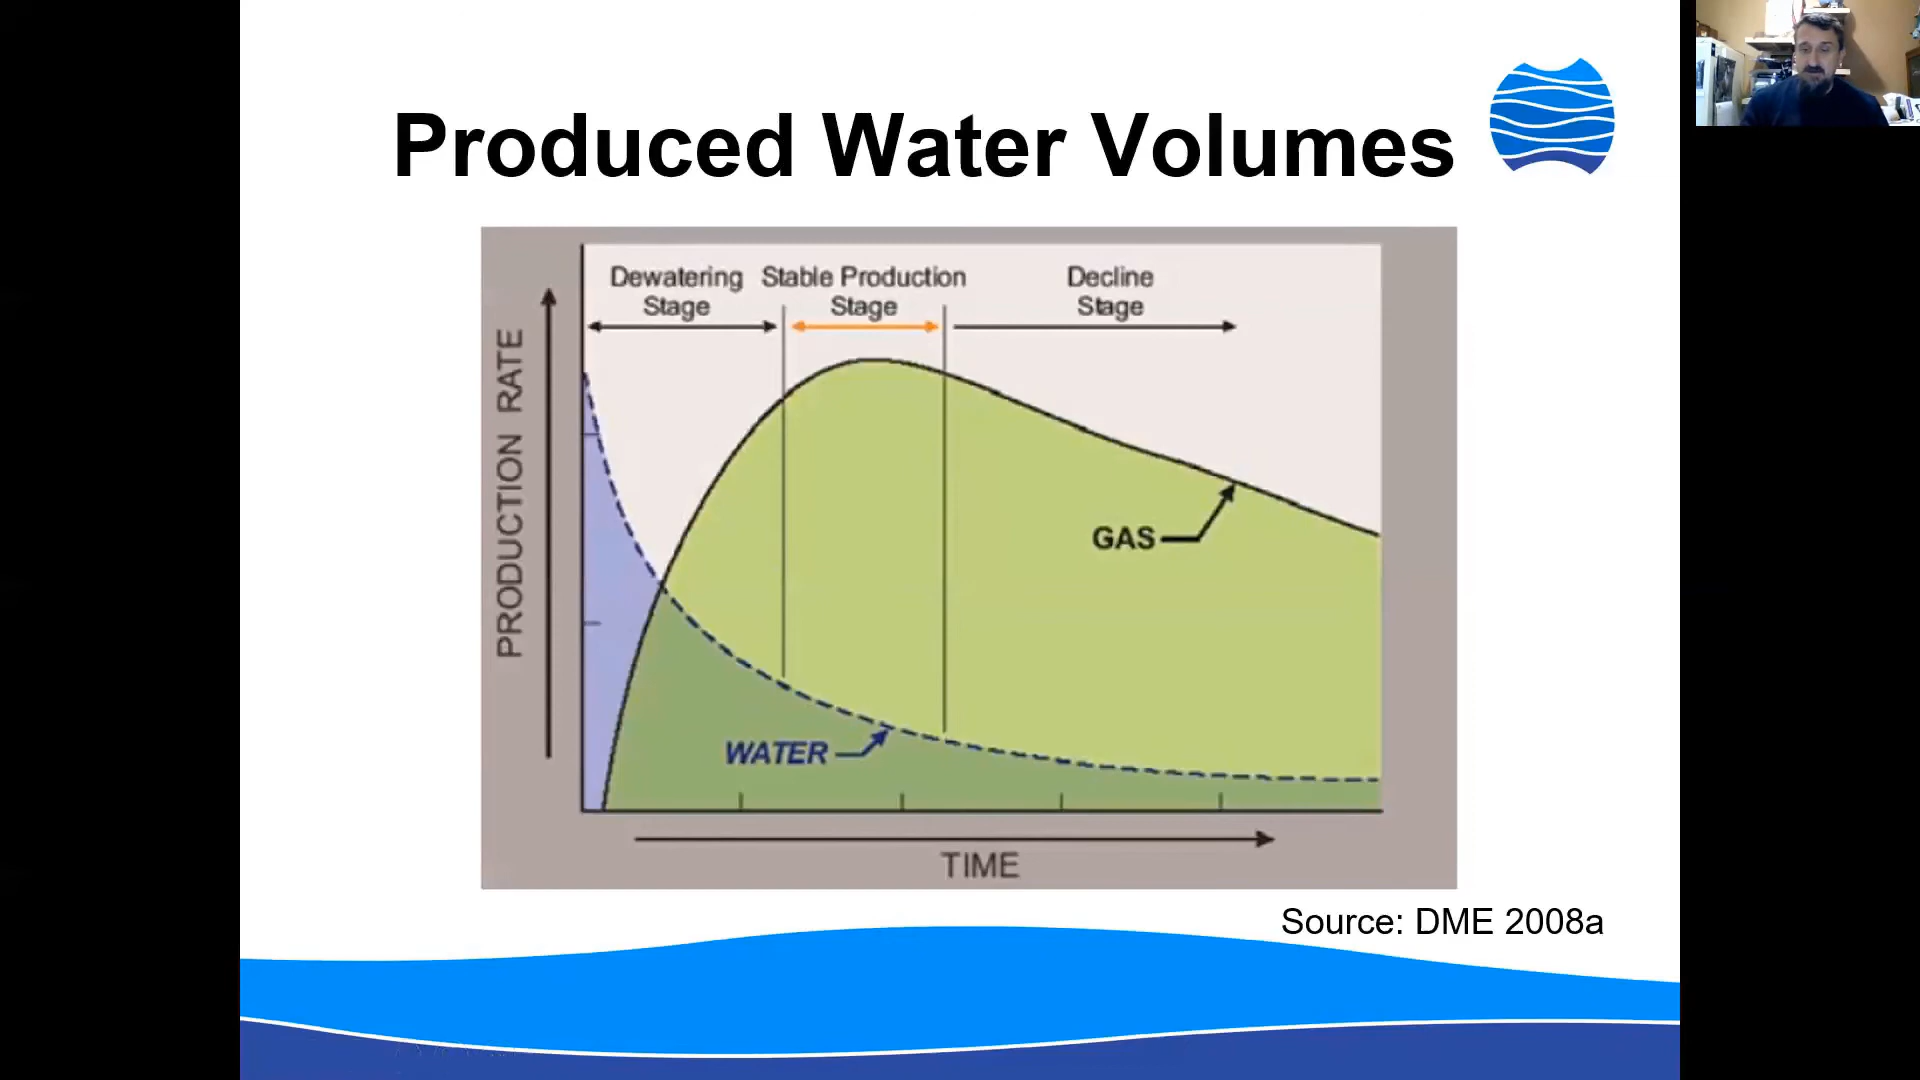 Produced Water Volumes
Dewatering
Stage
Stable Production
Stage
Decline
Stage
PRODUCTION RATE
GAS
WATER
TIME
Source: DME 2008a